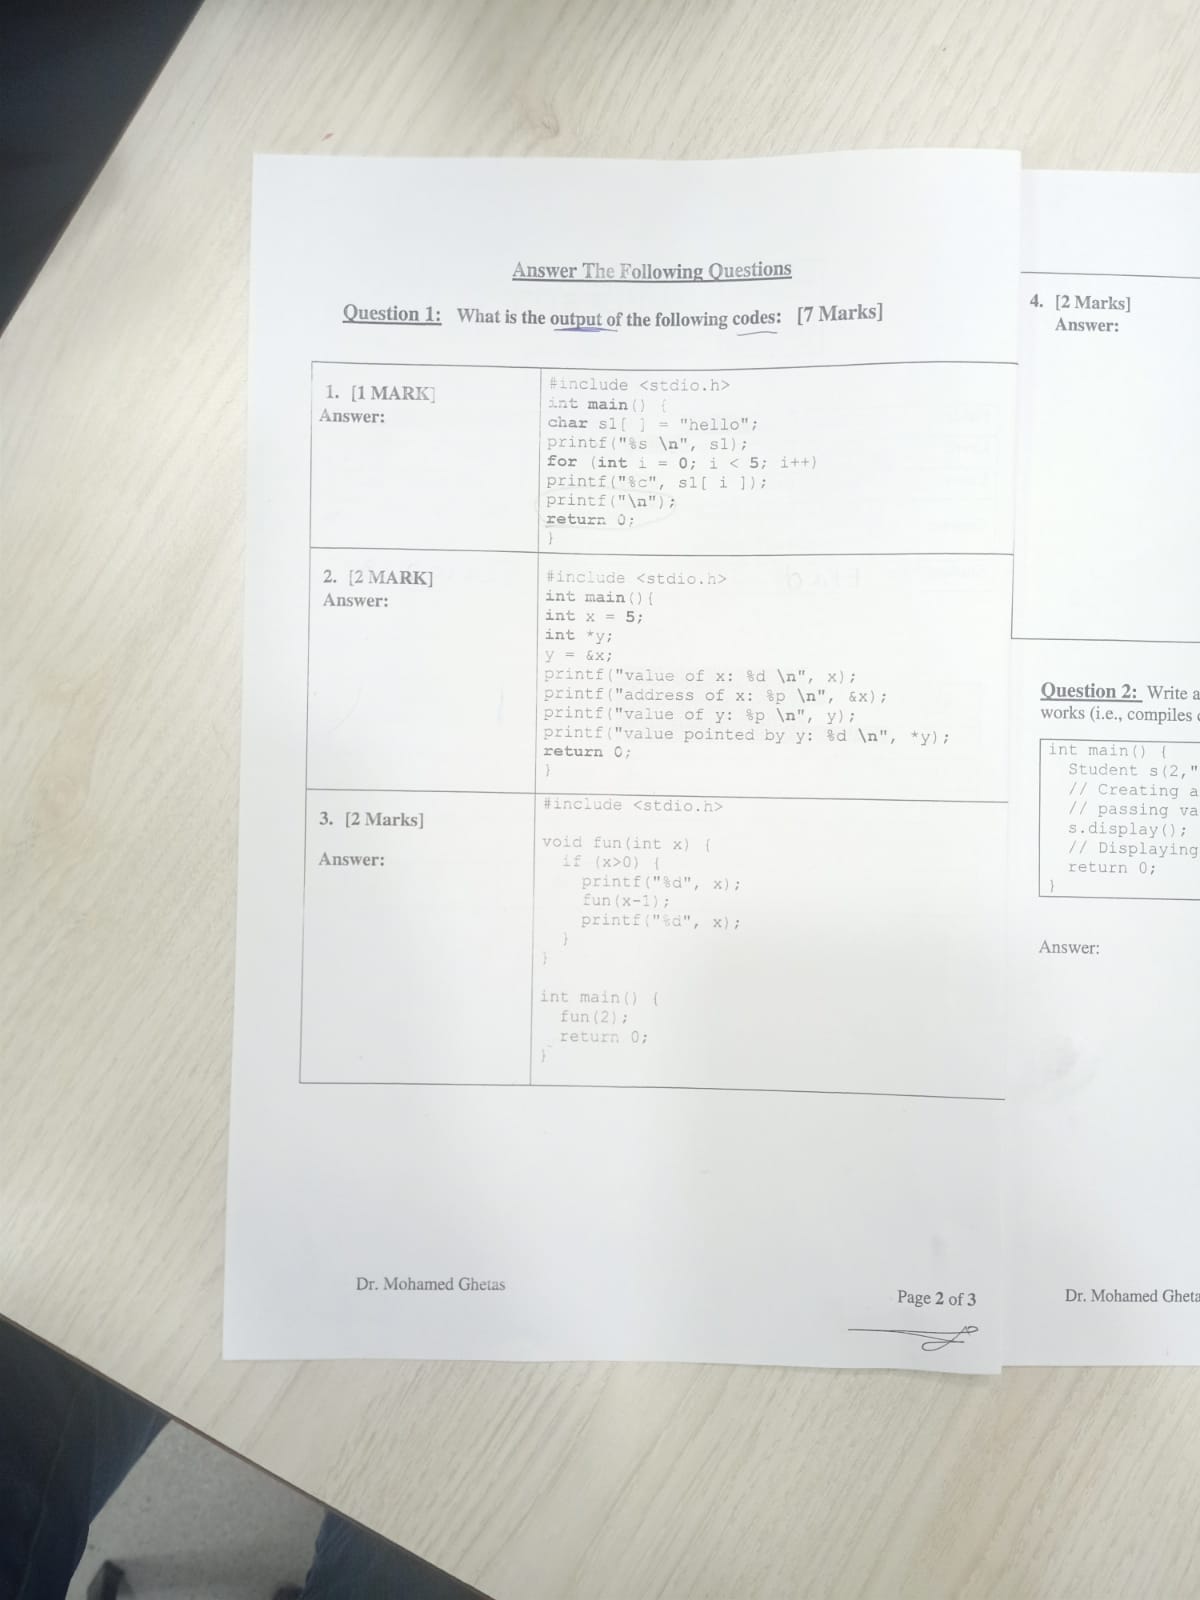 Answer The Following Questions
Question 1: What is the output of the following codes: [7 Marks]
1. [1 MARK]
Answer:
#include <stdio.h>
int main() {
char s1[ ] = "hello";
printf("%s \n", s1);
for (int i = 0; i < 5; i++)
printf("%c", s1[ i ]);
printf("\n");
return 0;
}
2. [2 MARK]
Answer:
#include <stdio.h>
int main(){
int x = 5;
int *y;
y = &x;
printf("value of x: %d \n", x);
printf("address of x: %p \n", &x);
printf("value of y: %p \n", y);
printf("value pointed by y: %d \n", *y);
return 0;
}
3. [2 Marks]
Answer:
#include <stdio.h>
void fun(int x) {
if (x>0) {
printf("%d", x);
fun(x-1);
printf("%d", x);
}
}
int main() {
fun(2);
return 0;
}
Dr. Mohamed Ghetas
Page 2 of 3
4. [2 Marks]
Answer:
Question 2: Write a
works (i.e., compiles
int main() {
Student s(2,"
// Creating a
// passing va
s.display();
// Displaying
return 0;
}
Answer:
Dr. Mohamed Gheta